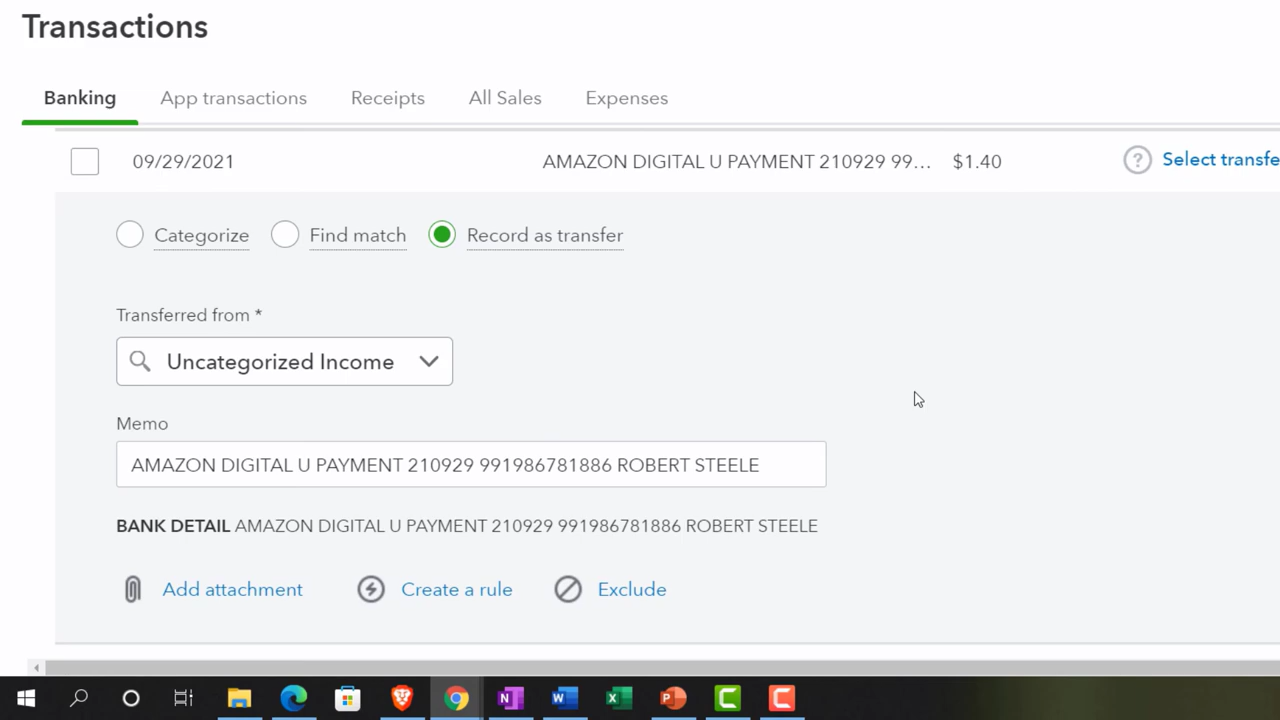 Transactions
Banking App transactions Receipts All Sales Expenses
09/29/2021 AMAZON DIGITAL U PAYMENT 210929 99... $1.40 Select transfe
Categorize Find match Record as transfer
Transferred from *
Uncategorized Income
Memo
AMAZON DIGITAL U PAYMENT 210929 991986781886 ROBERT STEELE
BANK DETAIL AMAZON DIGITAL U PAYMENT 210929 991986781886 ROBERT STEELE
Add attachment Create a rule Exclude